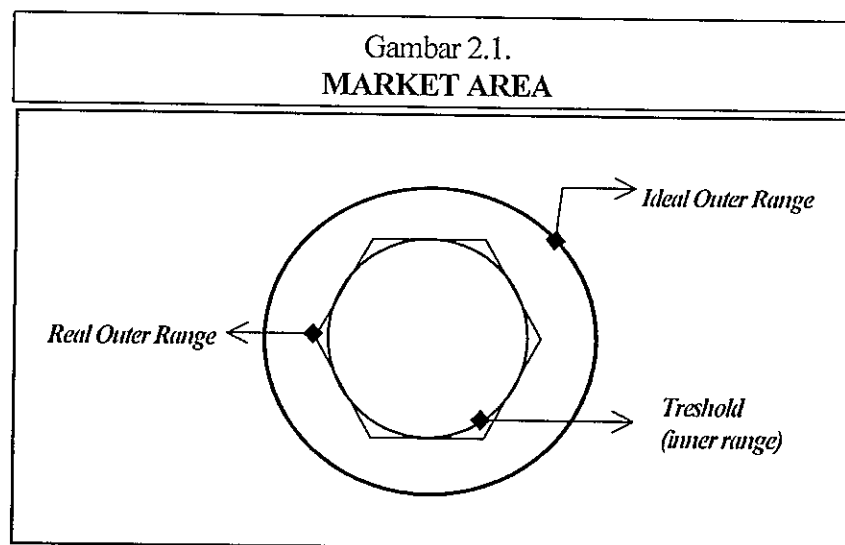 Gambar 2.1.
MARKET AREA
Ideal Outer Range
Real Outer Range
Treshold
(inner range)